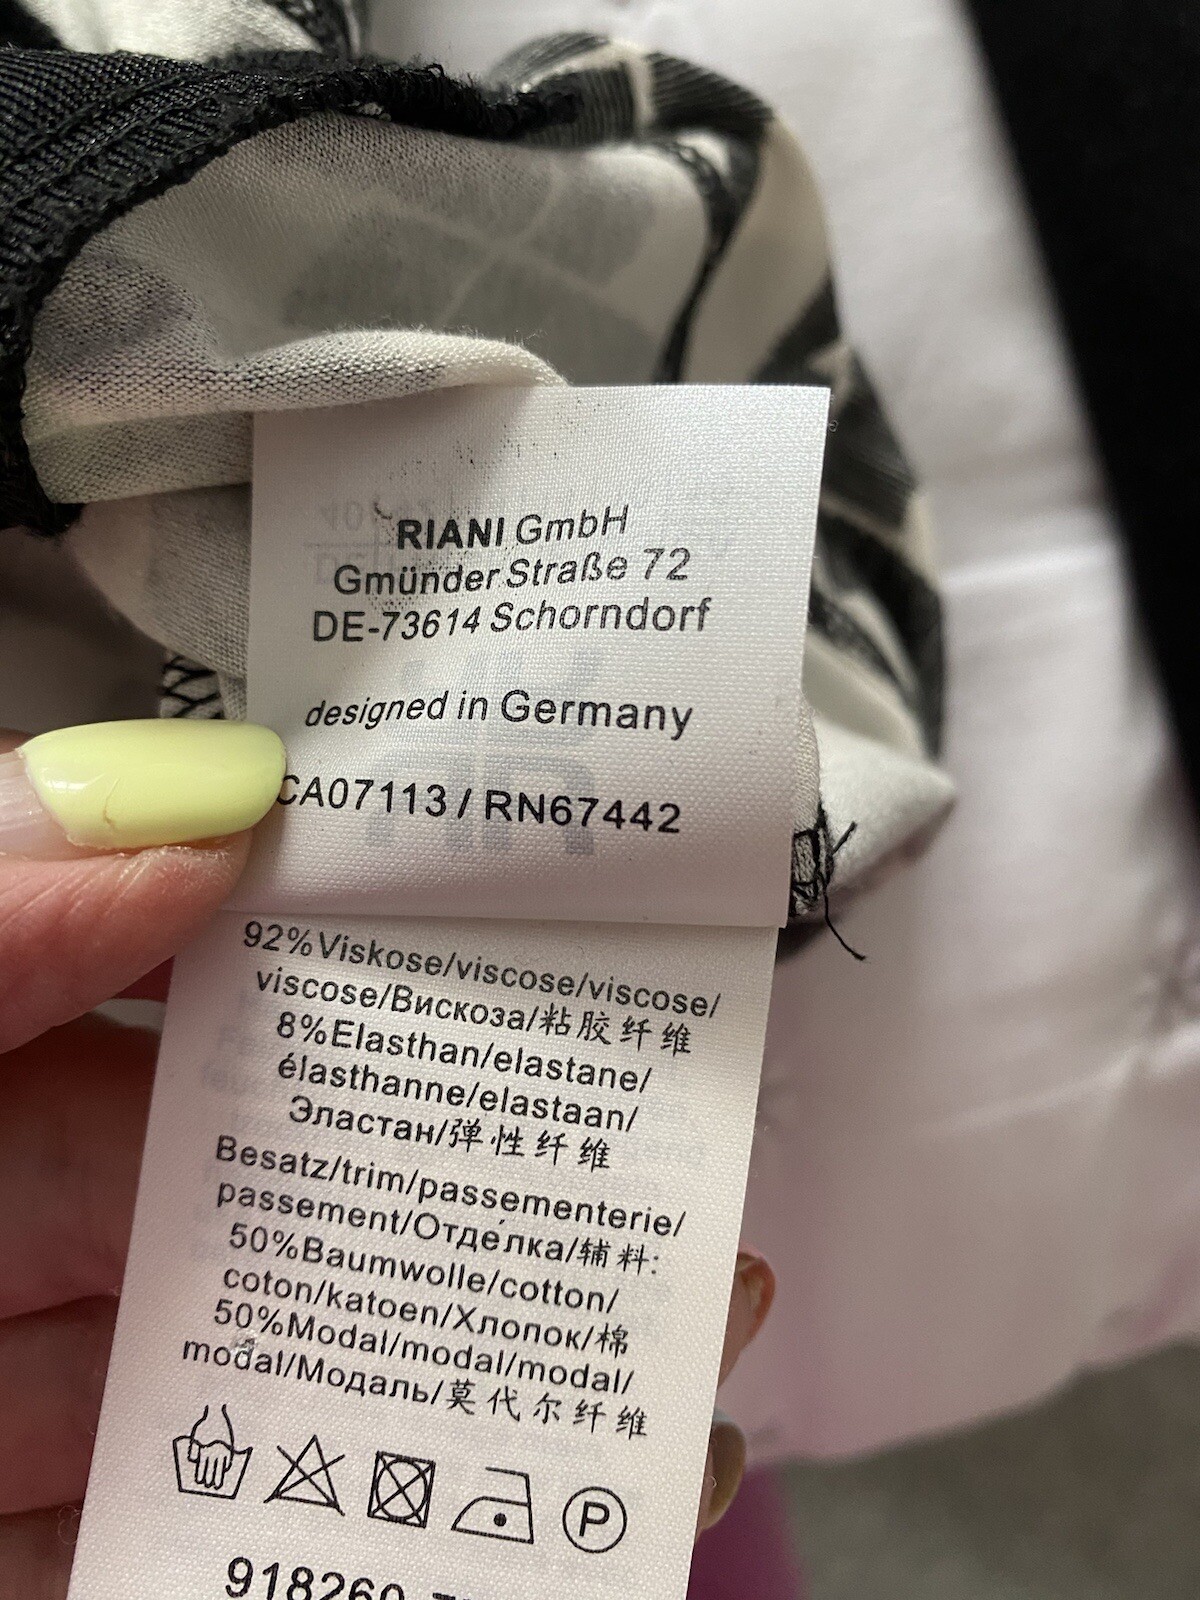 RIANI GmbH
Gmünder Straße 72
DE-73614 Schorndorf
designed in Germany
CA07113 / RN67442
92%Viskose/viscose/viscose/
viscose/Вискоза/粘胶纤维
8%Elasthan/elastane/
élasthanne/elastaan/
Эластан/弹性纤维
Besatz/trim/passementerie/
passement/Отде́лка/辅料:
50%Baumwolle/cotton/
coton/katoen/Хлопок/棉
50%Modal/modal/modal/
modal/Модаль/莫代尔纤维
P
918260